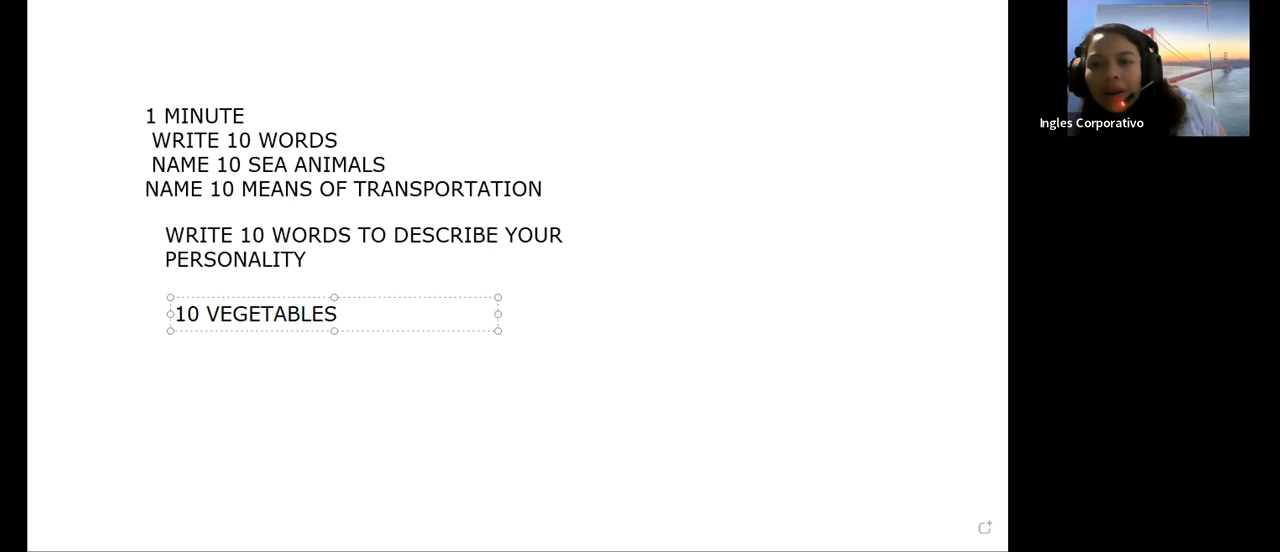 1 MINUTE
WRITE 10 WORDS
NAME 10 SEA ANIMALS
NAME 10 MEANS OF TRANSPORTATION
WRITE 10 WORDS TO DESCRIBE YOUR
PERSONALITY
10 VEGETABLES
Ingles Corporativo